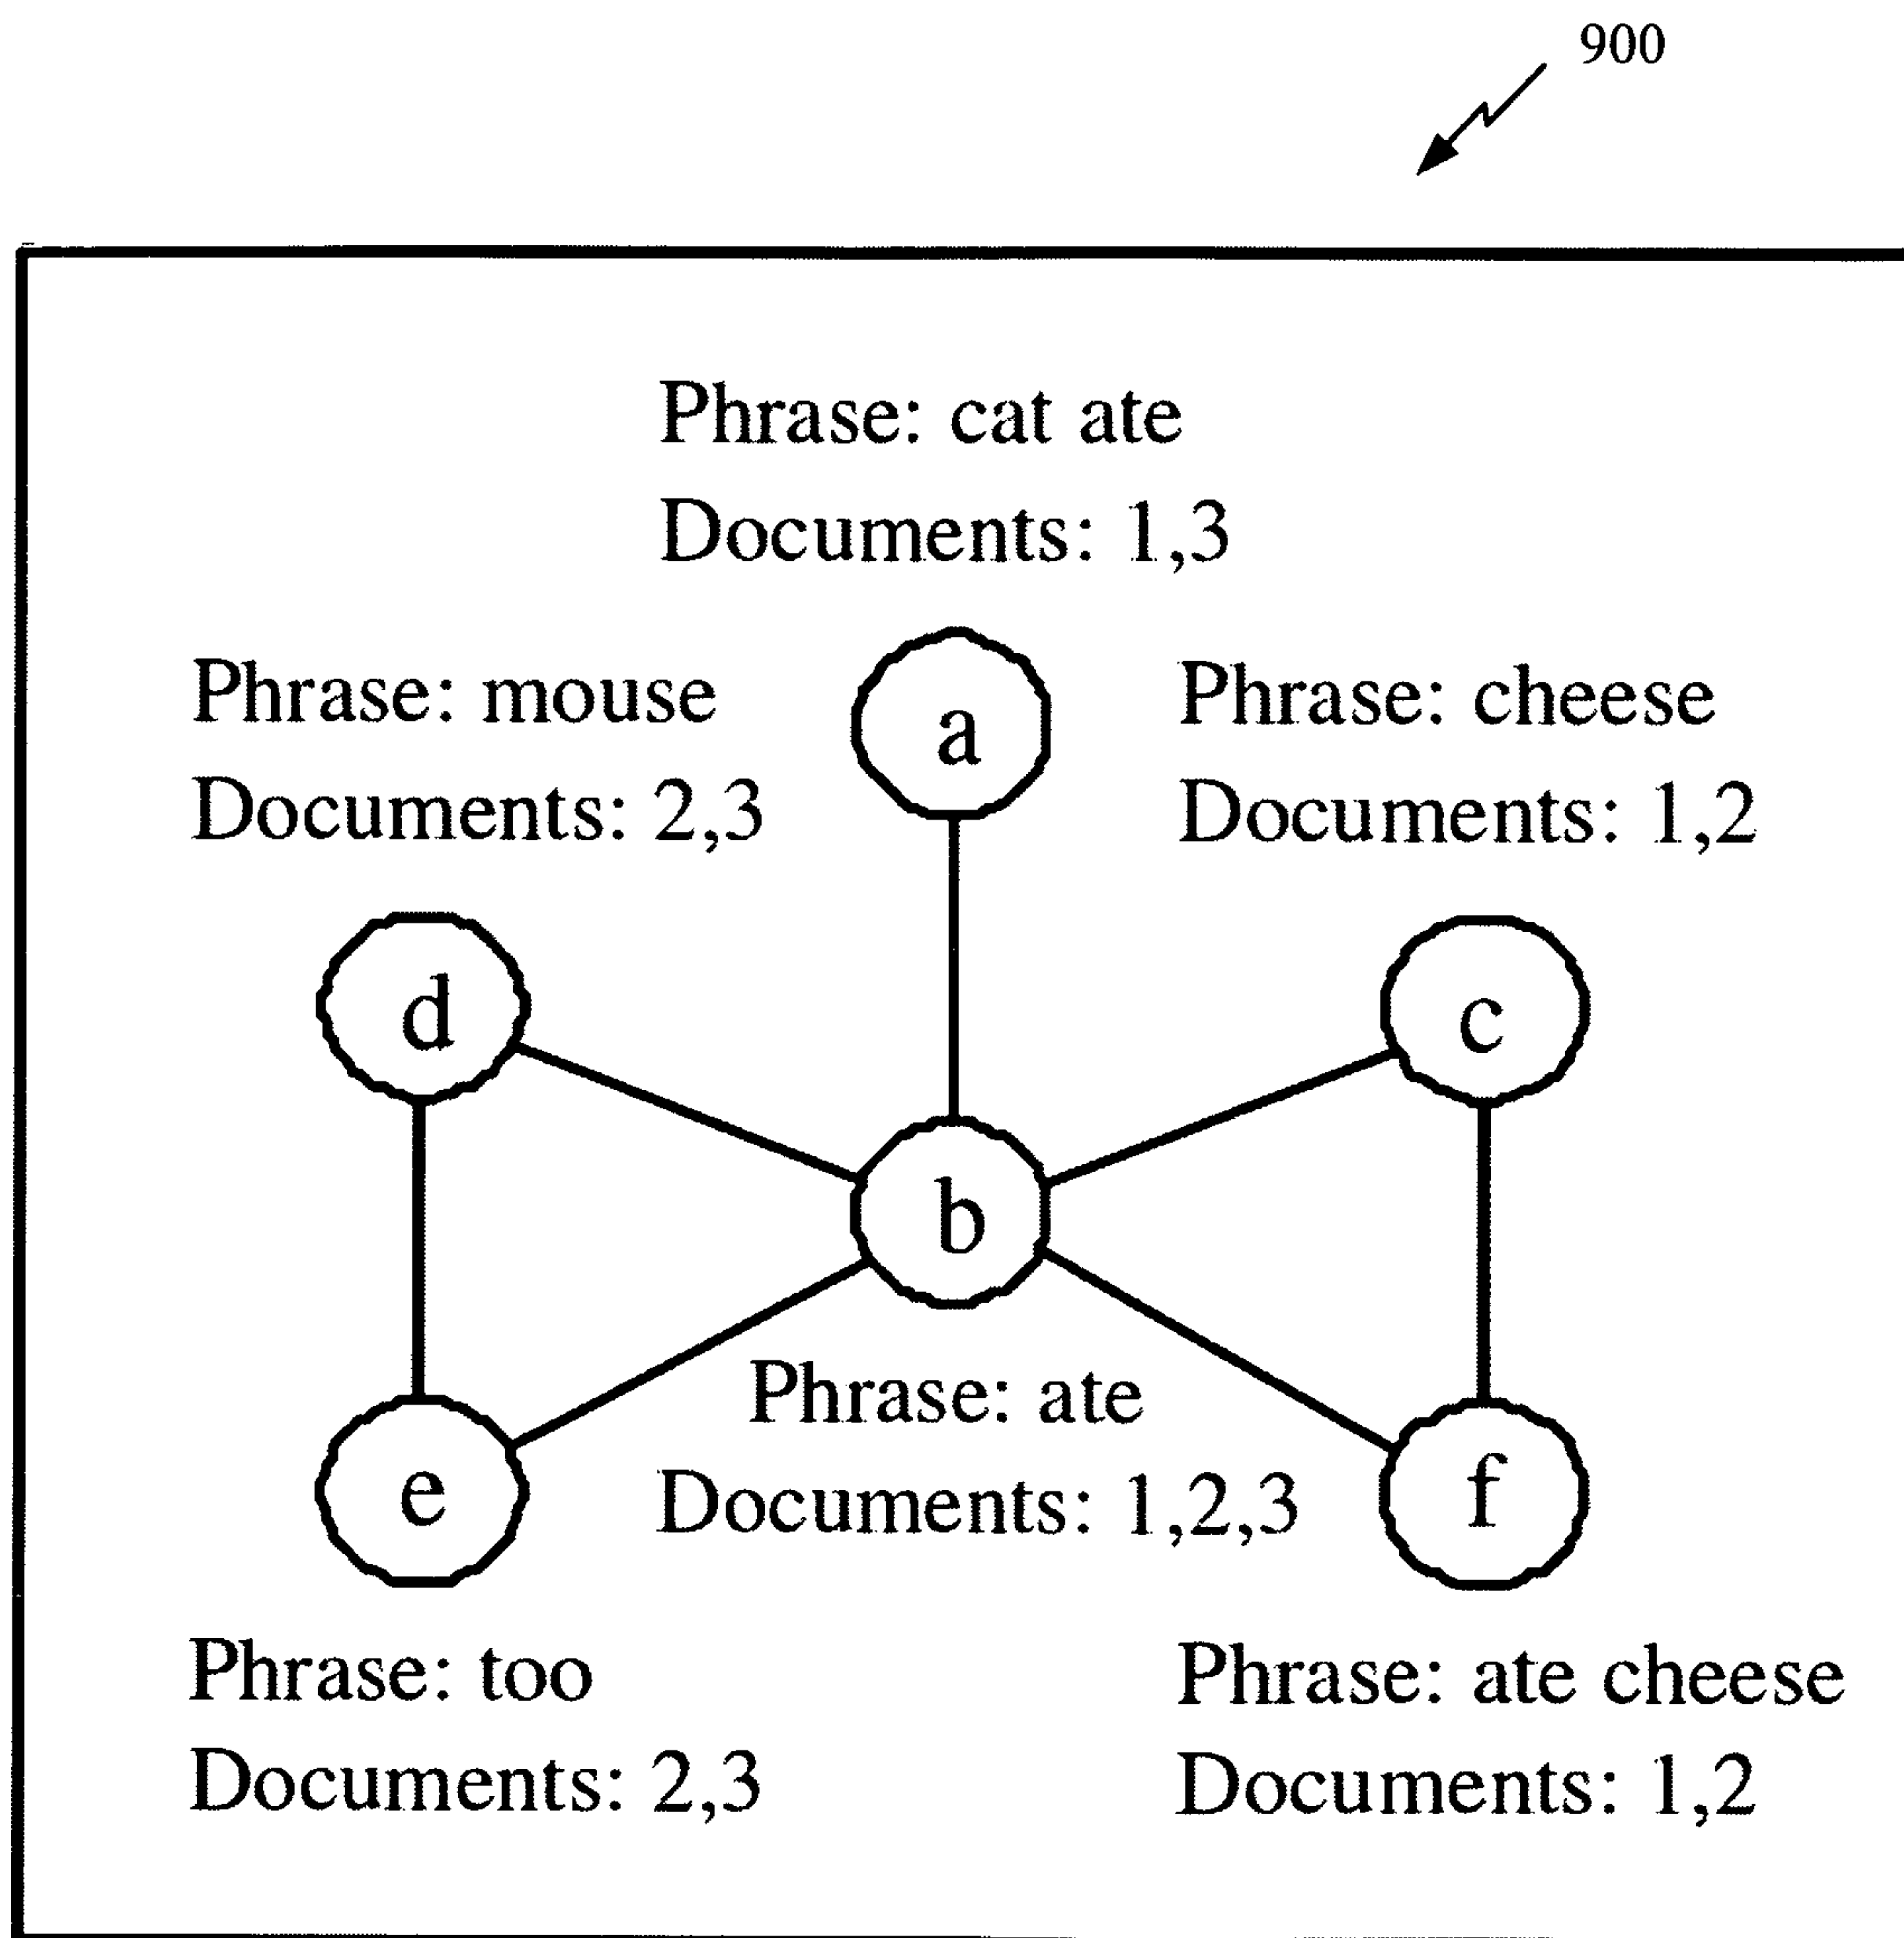 900
Phrase: cat ate
Documents: 1,3
Phrase: mouse
Documents: 2,3
a
Phrase: cheese
Documents: 1,2
d
c
b
e
Phrase: ate
Documents: 1,2,3
f
Phrase: too
Documents: 2,3
Phrase: ate cheese
Documents: 1,2